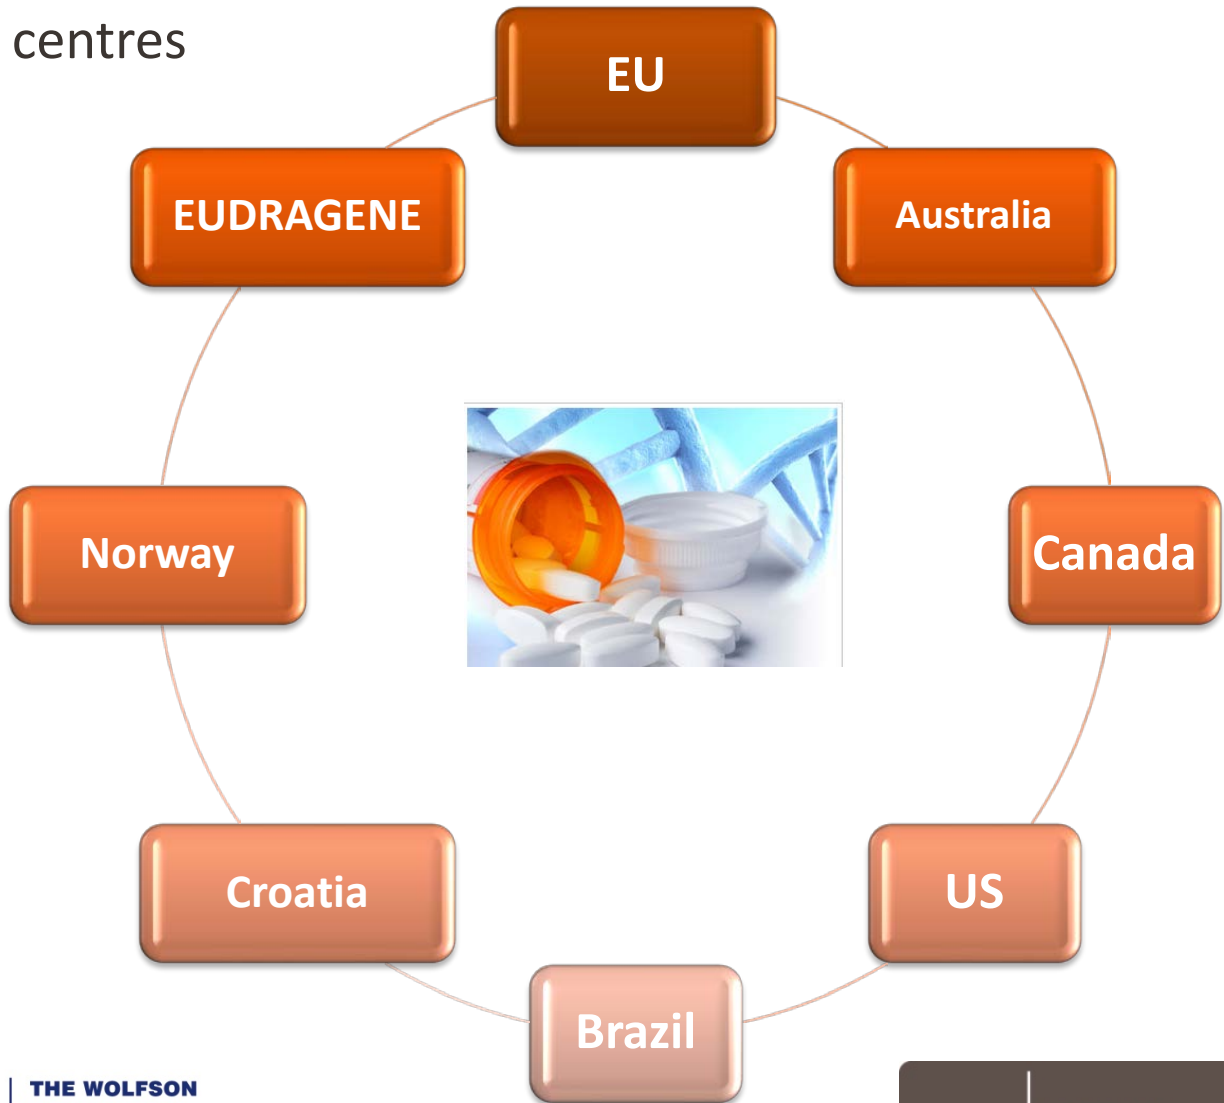 centres
EU
EUDRAGENE
Australia
Norway
Canada
Croatia
US
Brazil
THE WOLFSON